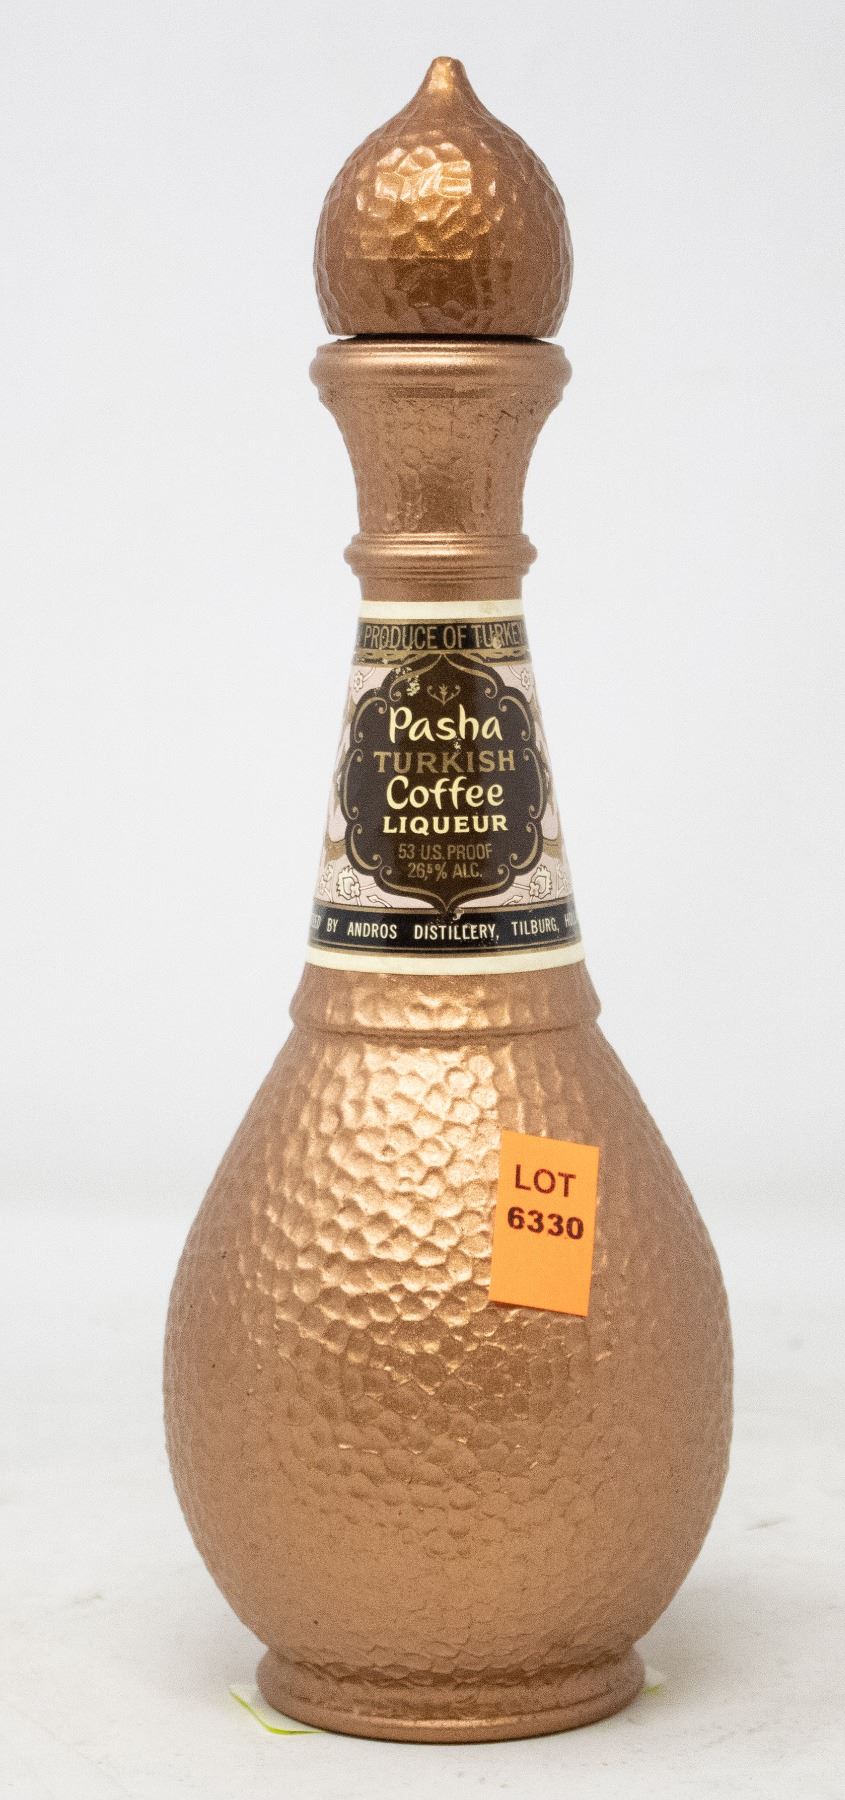 PRODUCE OF TURKEY
Pasha
TURKISH
Coffee
LIQUEUR
53 U.S. PROOF
26,5% ALC.
BY ANDROS DISTILLERY, TILBURG,
LOT
6330